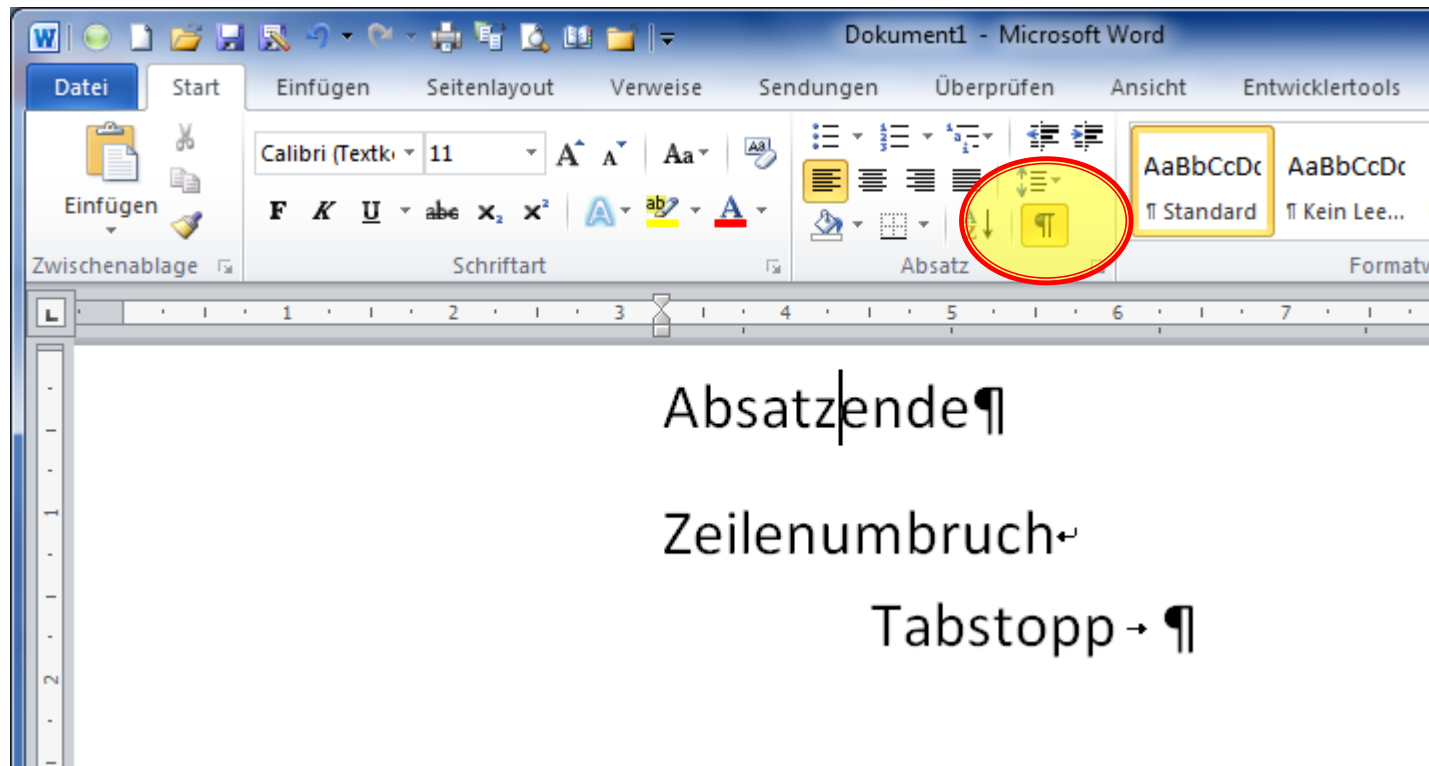 Dokument1 - Microsoft Word
Datei Start Einfügen Seitenlayout Verweise Sendungen Überprüfen Ansicht Entwicklertools
Calibri (Textk 11 Aa
AaBbCcDc AaBbCcDc
Einfügen F K U abe x₂ x² A ab A A Z ¶ ¶ Standard ¶ Kein Lee...
Zwischenablage Schriftart Absatz Formatv
L 1 2 3 4 5 6 7
Absatzende¶
1
Zeilenumbruch↵
Tabstopp→¶
2